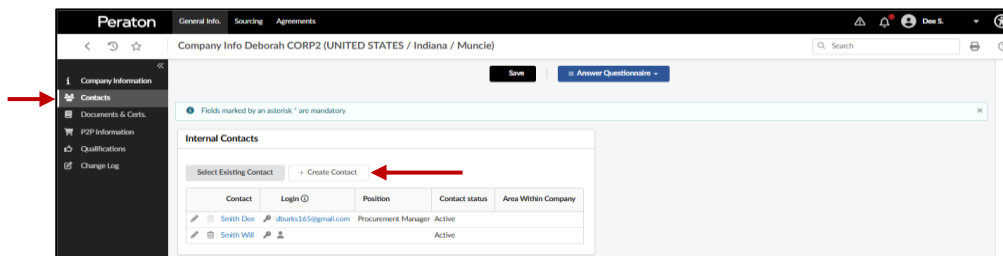 Peraton General Info. Sourcing Agreements Dee S.
Company Info Deborah CORP2 (UNITED STATES / Indiana / Muncie) Search
Save Answer Questionnaire
Company Information
Contacts
Documents & Certs.
P2P Information
Qualifications
Change Log
Fields marked by an asterisk * are mandatory
Internal Contacts
Select Existing Contact + Create Contact
Contact Login Position Contact status Area Within Company
Smith Dee dburks165@gmail.com Procurement Manager Active
Smith Will Active